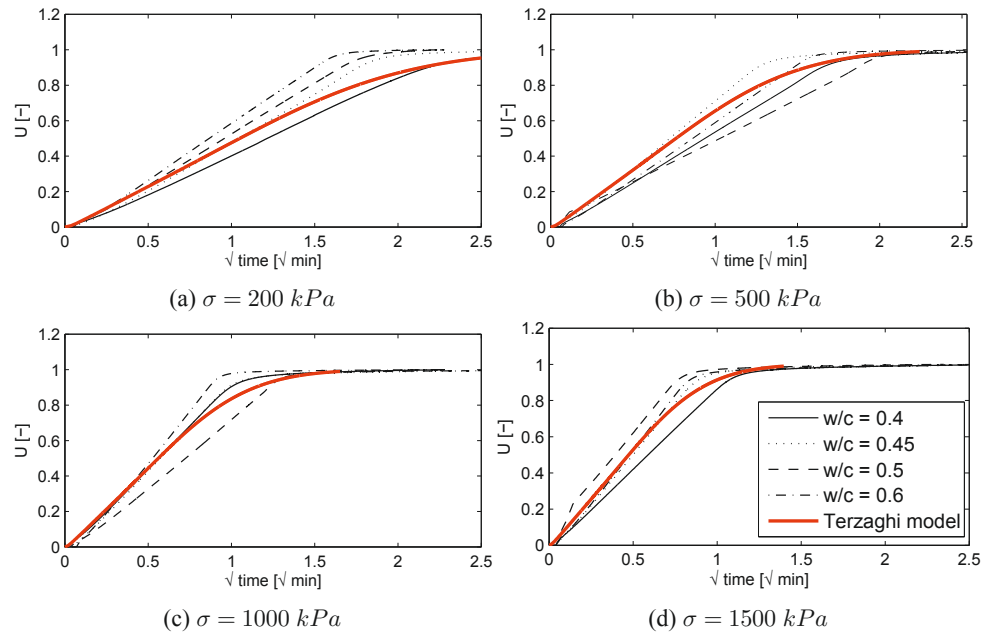 1.2
1
0.8
0.6
0.4
0.2
0
U [-]
0 0.5 1 1.5 2 2.5
√ time [√ min]
(a) σ = 200 kPa
1.2
1
0.8
0.6
0.4
0.2
0
U [-]
0 0.5 1 1.5 2 2.5
√ time [√ min]
(b) σ = 500 kPa
1.2
1
0.8
0.6
0.4
0.2
0
U [-]
0 0.5 1 1.5 2 2.5
√ time [√ min]
(c) σ = 1000 kPa
1.2
1
0.8
0.6
0.4
0.2
0
U [-]
w/c = 0.4
w/c = 0.45
w/c = 0.5
w/c = 0.6
Terzaghi model
0 0.5 1 1.5 2 2.5
√ time [√ min]
(d) σ = 1500 kPa